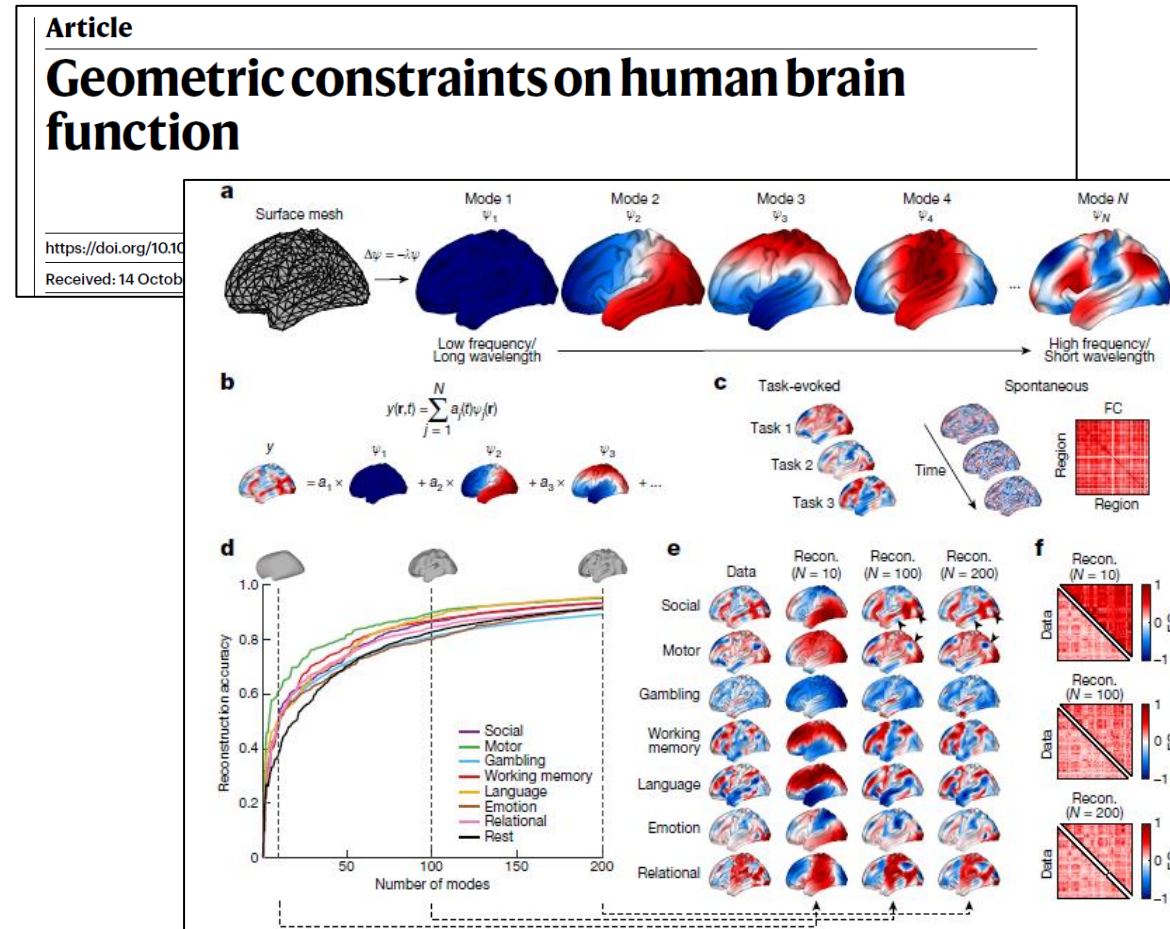 Article
Geometric constraints on human brain
function
https://doi.org/10.10
Received: 14 Octob
a
Surface mesh
Δψ = −λψ
Mode 1
ψ1
Mode 2
ψ2
Mode 3
ψ3
Mode 4
ψ4
...
Mode N
ψN
Low frequency/
Long wavelength
High frequency/
Short wavelength
b
N
y(r,t) = ∑ aj(t)ψj(r)
j = 1
y ψ1 ψ2 ψ3
= a1 × + a2 × + a3 × + ...
c
Task-evoked
Task 1
Task 2
Task 3
Spontaneous
Time
FC
Region
Region
d
Reconstruction accuracy
1.0
0.8
0.6
0.4
0.2
0
50 100 150 200
Number of modes
Social
Motor
Gambling
Working memory
Language
Emotion
Relational
Rest
e
Data
Recon.
(N = 10)
Recon.
(N = 100)
Recon.
(N = 200)
Social
Motor
Gambling
Working
memory
Language
Emotion
Relational
f
Recon.
(N = 10)
Data
1
0
−1
Recon.
(N = 100)
Data
1
0
−1
Recon.
(N = 200)
Data
1
0
−1